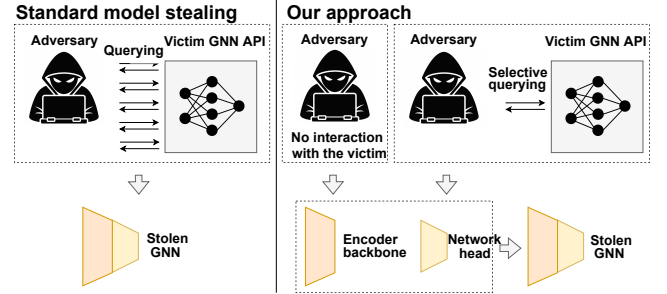 Standard model stealing
Adversary
Querying
Victim GNN API
Stolen
GNN
Our approach
Adversary
No interaction
with the victim
Adversary
Selective
querying
Victim GNN API
Encoder
backbone
Network
head
Stolen
GNN